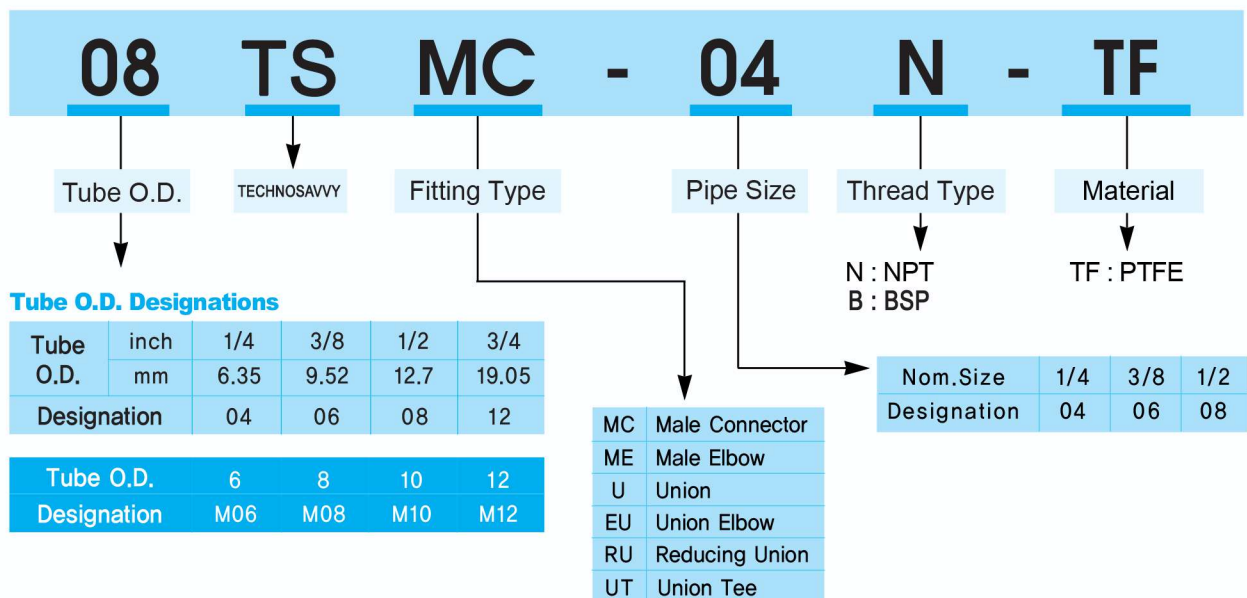 08 TS MC - 04 N - TF
Tube O.D.
TECHNOSAVVY
Fitting Type
Pipe Size
Thread Type
Material
N : NPT
B : BSP
TF : PTFE
Tube O.D. Designations
Tube O.D. inch 1/4 3/8 1/2 3/4
mm 6.35 9.52 12.7 19.05
Designation 04 06 08 12
Tube O.D. 6 8 10 12
Designation M06 M08 M10 M12
MC Male Connector
ME Male Elbow
U Union
EU Union Elbow
RU Reducing Union
UT Union Tee
Nom.Size 1/4 3/8 1/2
Designation 04 06 08